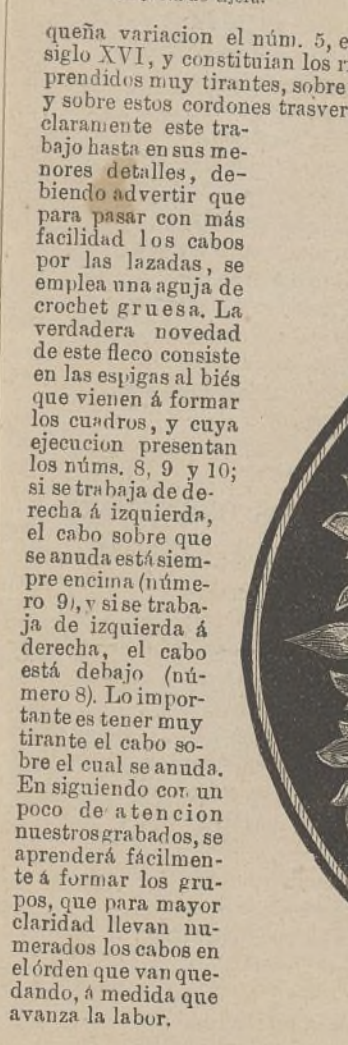 queña variacion el núm. 5, e
siglo XVI, y constituian los r
prendidos muy tirantes, sobre
y sobre estos cordones trasver
claramente este tra-
bajo hasta en sus me-
nores detalles, de-
biendo advertir que
para pasar con más
facilidad los cabos
por las lazadas, se
emplea una aguja de
crochet gruesa. La
verdadera novedad
de este fleco consiste
en las espigas al biés
que vienen á formar
los cuadros, y cuya
ejecucion presentan
los núms. 8, 9 y 10;
si se trabaja de de-
recha á izquierda,
el cabo sobre que
se anuda está siem-
pre encima (núme-
ro 9), y si se traba-
ja de izquierda á
derecha, el cabo
está debajo (nú-
mero 8). Lo impor-
tante es tener muy
tirante el cabo so-
bre el cual se anuda.
En siguiendo con un
poco de atencion
nuestros grabados, se
aprenderá fácilmen-
te á formar los gru-
pos, que para mayor
claridad llevan nu-
merados los cabos en
el órden que van que-
dando, á medida que
avanza la labor.